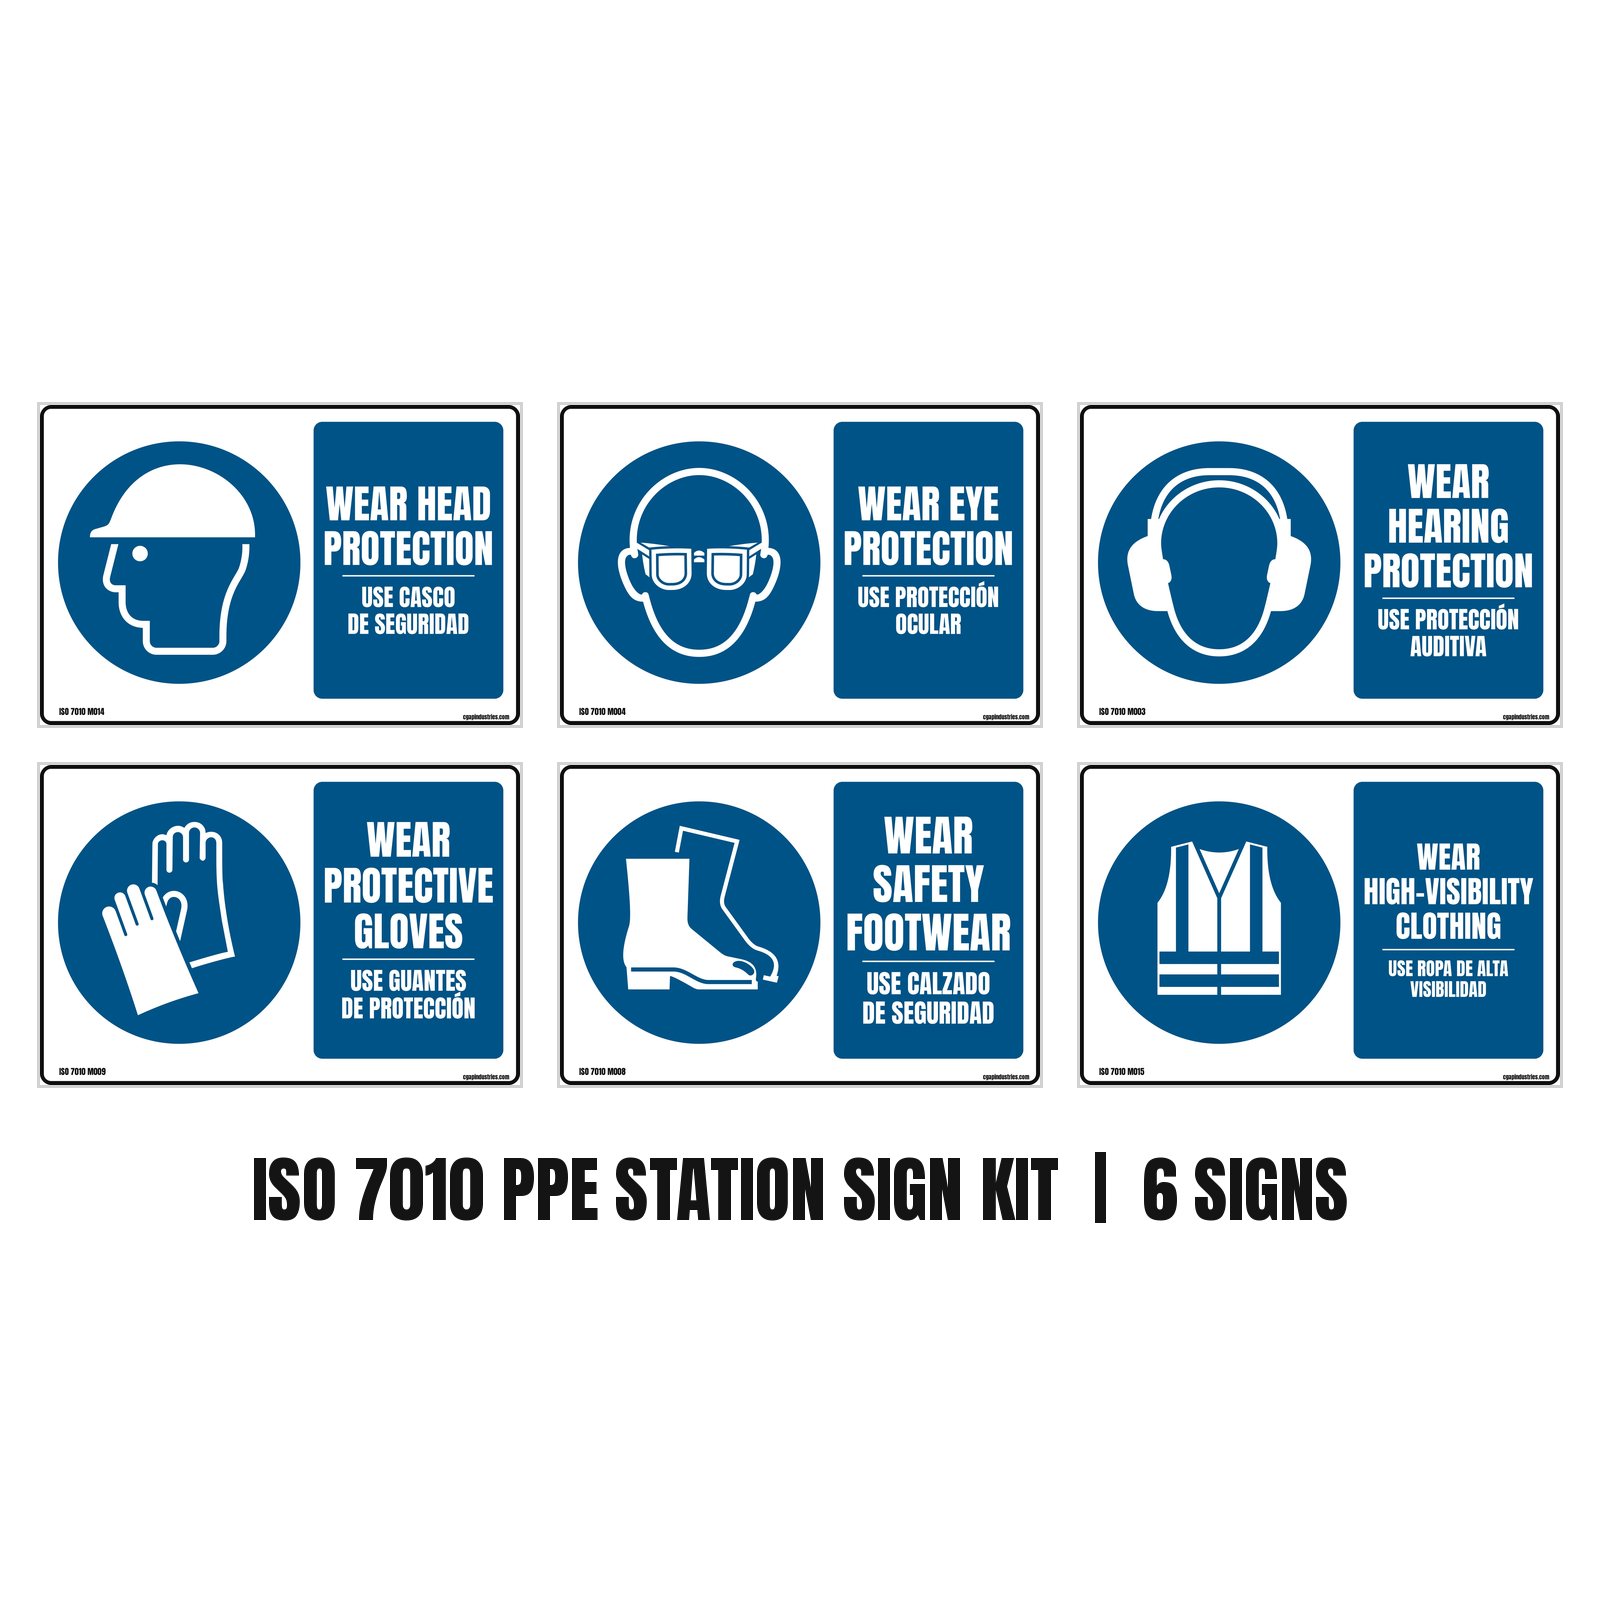 WEAR HEAD
PROTECTION
USE CASCO
DE SEGURIDAD
ISO 7010 M014
cgapindustries.com
WEAR EYE
PROTECTION
USE PROTECCIÓN
OCULAR
ISO 7010 M004
cgapindustries.com
WEAR
HEARING
PROTECTION
USE PROTECCIÓN
AUDITIVA
ISO 7010 M003
cgapindustries.com
WEAR
PROTECTIVE
GLOVES
USE GUANTES
DE PROTECCIÓN
ISO 7010 M009
cgapindustries.com
WEAR
SAFETY
FOOTWEAR
USE CALZADO
DE SEGURIDAD
ISO 7010 M008
cgapindustries.com
WEAR
HIGH-VISIBILITY
CLOTHING
USE ROPA DE ALTA
VISIBILIDAD
ISO 7010 M015
cgapindustries.com
ISO 7010 PPE STATION SIGN KIT | 6 SIGNS